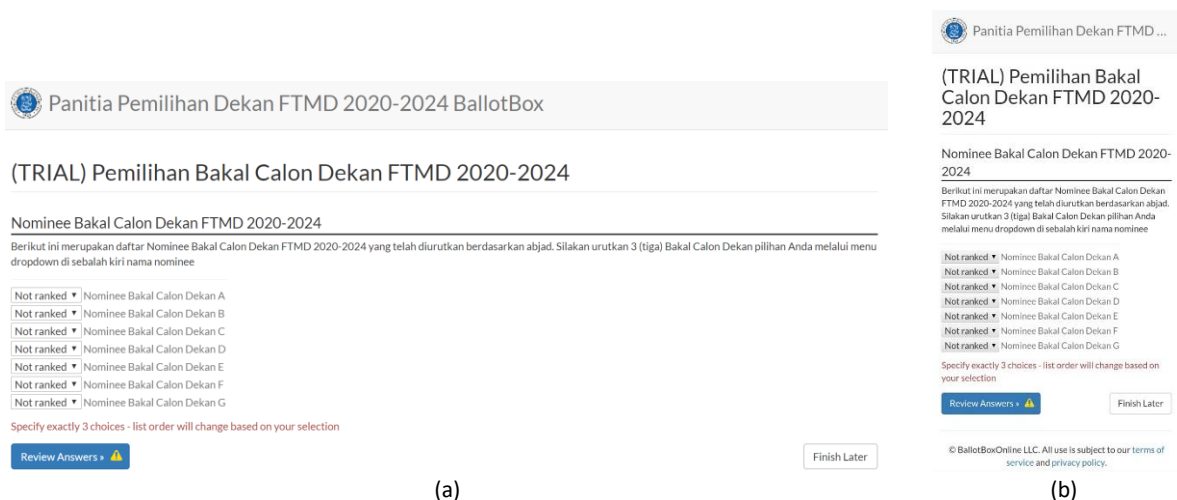 Panitia Pemilihan Dekan FTMD 2020-2024 BallotBox
(TRIAL) Pemilihan Bakal Calon Dekan FTMD 2020-2024
Nominee Bakal Calon Dekan FTMD 2020-2024
Berikut ini merupakan daftar Nominee Bakal Calon Dekan FTMD 2020-2024 yang telah diurutkan berdasarkan abjad. Silakan urutkan 3 (tiga) Bakal Calon Dekan pilihan Anda melalui menu
dropdown di sebalah kiri nama nominee
Not ranked Nominee Bakal Calon Dekan A
Not ranked Nominee Bakal Calon Dekan B
Not ranked Nominee Bakal Calon Dekan C
Not ranked Nominee Bakal Calon Dekan D
Not ranked Nominee Bakal Calon Dekan E
Not ranked Nominee Bakal Calon Dekan F
Not ranked Nominee Bakal Calon Dekan G
Specify exactly 3 choices - list order will change based on your selection
Review Answers »
Finish Later
(a)
Panitia Pemilihan Dekan FTMD ...
(TRIAL) Pemilihan Bakal
Calon Dekan FTMD 2020-
2024
Nominee Bakal Calon Dekan FTMD 2020-
2024
Berikut ini merupakan daftar Nominee Bakal Calon Dekan
FTMD 2020-2024 yang telah diurutkan berdasarkan abjad.
Silakan urutkan 3 (tiga) Bakal Calon Dekan pilihan Anda
melalui menu dropdown di sebalah kiri nama nominee
Not ranked Nominee Bakal Calon Dekan A
Not ranked Nominee Bakal Calon Dekan B
Not ranked Nominee Bakal Calon Dekan C
Not ranked Nominee Bakal Calon Dekan D
Not ranked Nominee Bakal Calon Dekan E
Not ranked Nominee Bakal Calon Dekan F
Not ranked Nominee Bakal Calon Dekan G
Specify exactly 3 choices - list order will change based on
your selection
Review Answers »
Finish Later
© BallotBoxOnline LLC. All use is subject to our terms of
service and privacy policy.
(b)